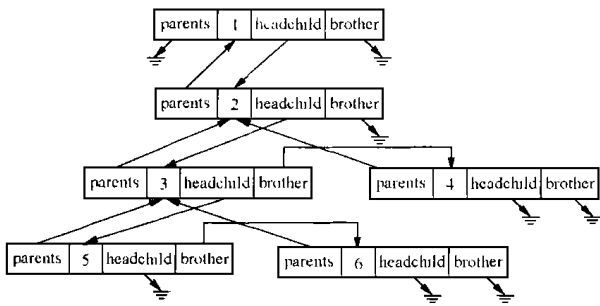 parents 1 headchild brother
parents 2 headchild brother
parents 3 headchild brother parents 4 headchild brother
parents 5 headchild brother parents 6 headchild brother